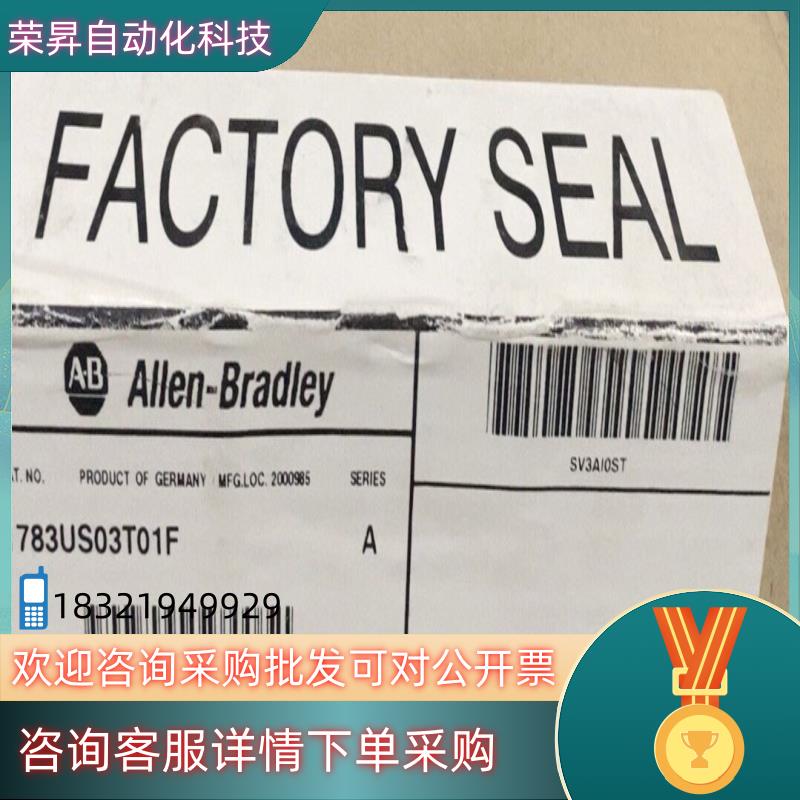 荣昇自动化科技
FACTORY SEAL
AB Allen-Bradley
SV3AI0ST
T. NO. PRODUCT OF GERMANY MFG.LOC. 2000985 SERIES
783US03T01F A
18321949929
欢迎咨询采购批发可对公开票
咨询客服详情下单采购